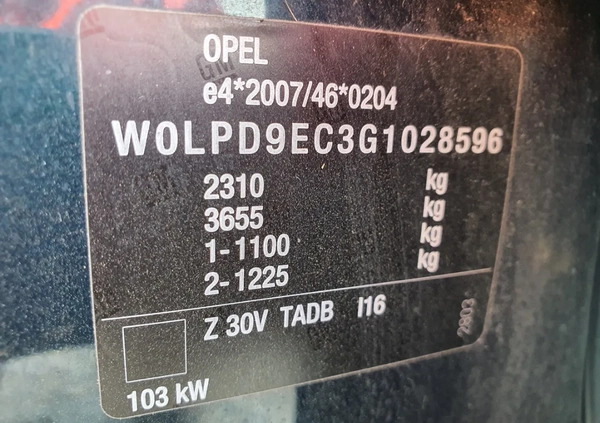 OPEL
e4*2007/46*0204
W0LPD9EC3G1028596
2310 kg
3655 kg
1-1100 kg
2-1225 kg
Z 30V TADB I16
2803
103 kW